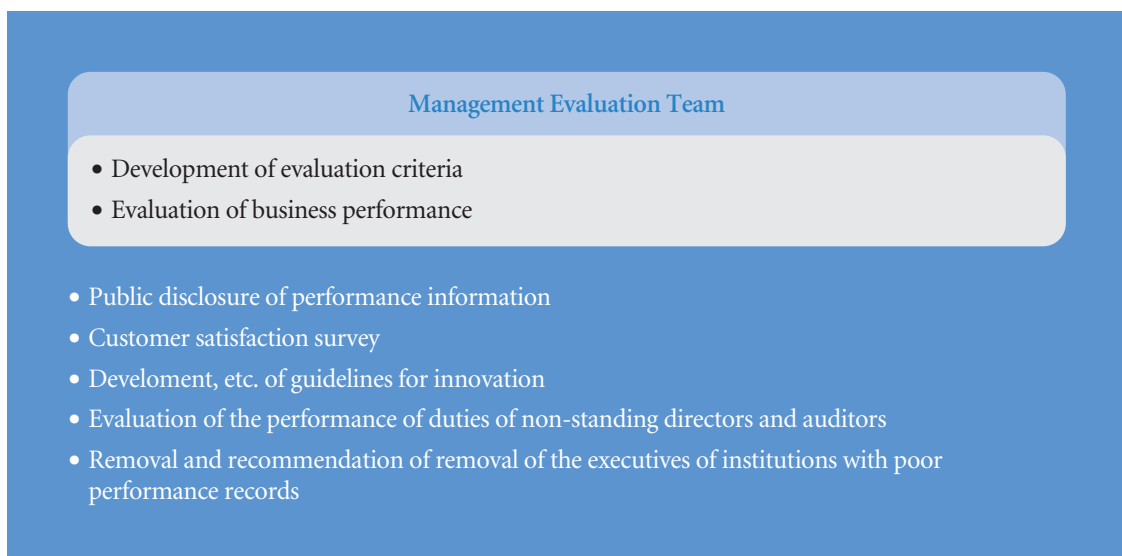 Management Evaluation Team
• Development of evaluation criteria
• Evaluation of business performance
• Public disclosure of performance information
• Customer satisfaction survey
• Develoment, etc. of guidelines for innovation
• Evaluation of the performance of duties of non-standing directors and auditors
• Removal and recommendation of removal of the executives of institutions with poor
performance records